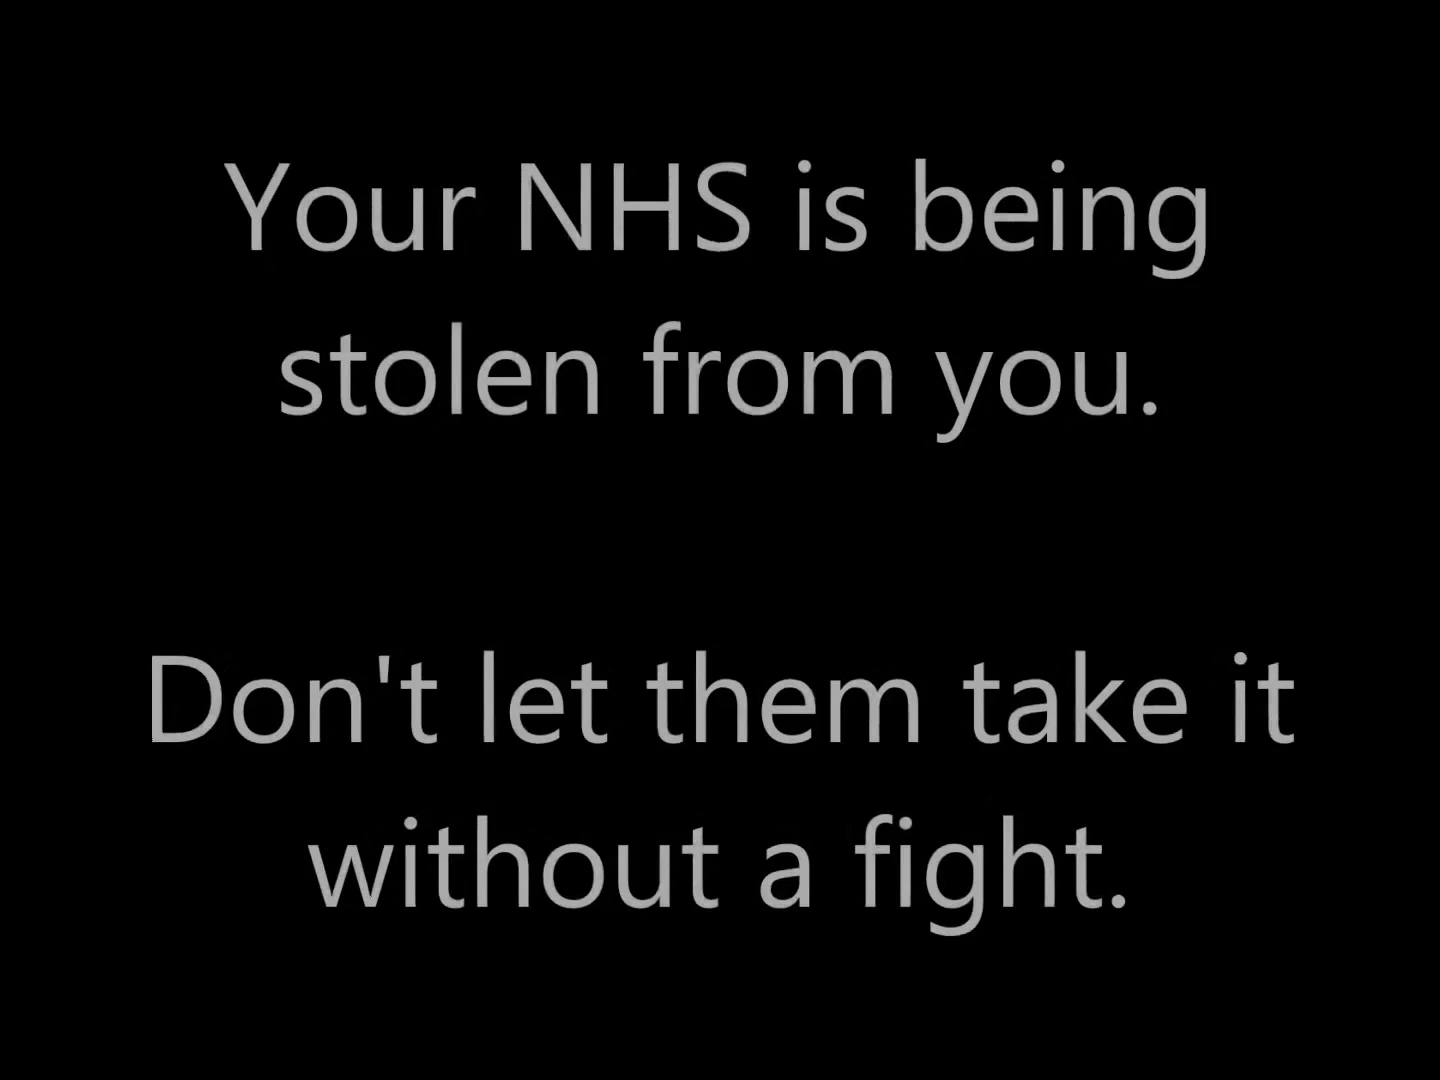 Your NHS is being
stolen from you.
Don't let them take it
without a fight.